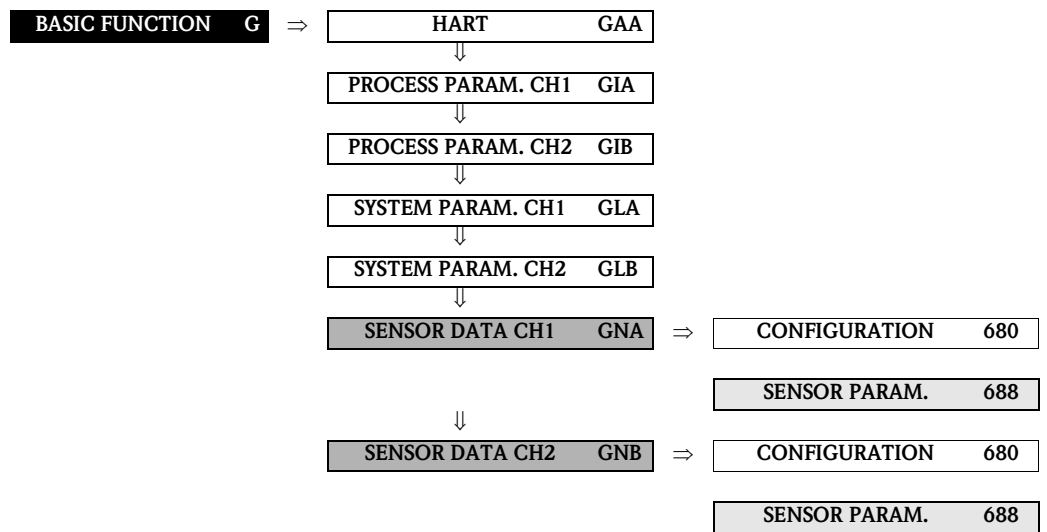 BASIC FUNCTION G ⇒ HART GAA
⇓
PROCESS PARAM. CH1 GIA
⇓
PROCESS PARAM. CH2 GIB
⇓
SYSTEM PARAM. CH1 GLA
⇓
SYSTEM PARAM. CH2 GLB
⇓
SENSOR DATA CH1 GNA ⇒ CONFIGURATION 680
SENSOR PARAM. 688
⇓
SENSOR DATA CH2 GNB ⇒ CONFIGURATION 680
SENSOR PARAM. 688